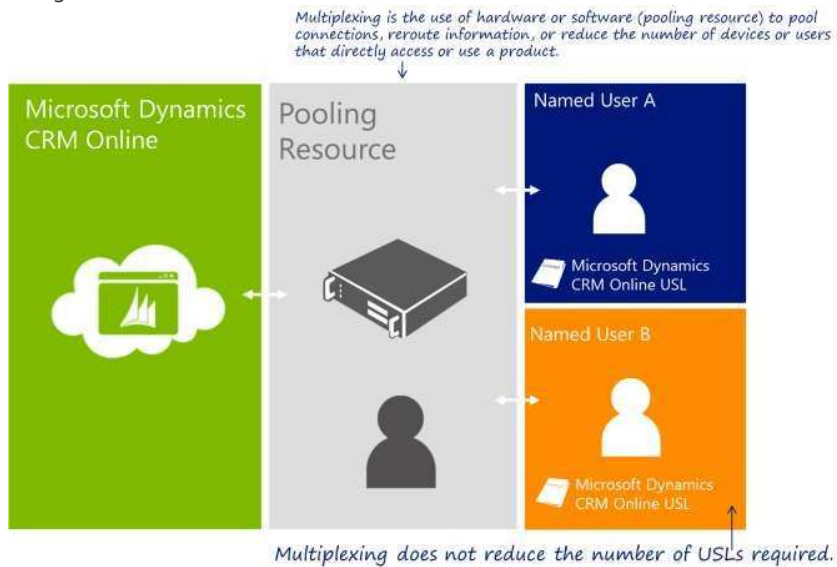 Multiplexing is the use of hardware or software (pooling resource) to pool
connections, reroute information, or reduce the number of devices or users
that directly access or use a product.
Microsoft Dynamics
CRM Online
Pooling
Resource
Named User A
Microsoft Dynamics
CRM Online USL
Named User B
Microsoft Dynamics
CRM Online USL
Multiplexing does not reduce the number of USLs required.